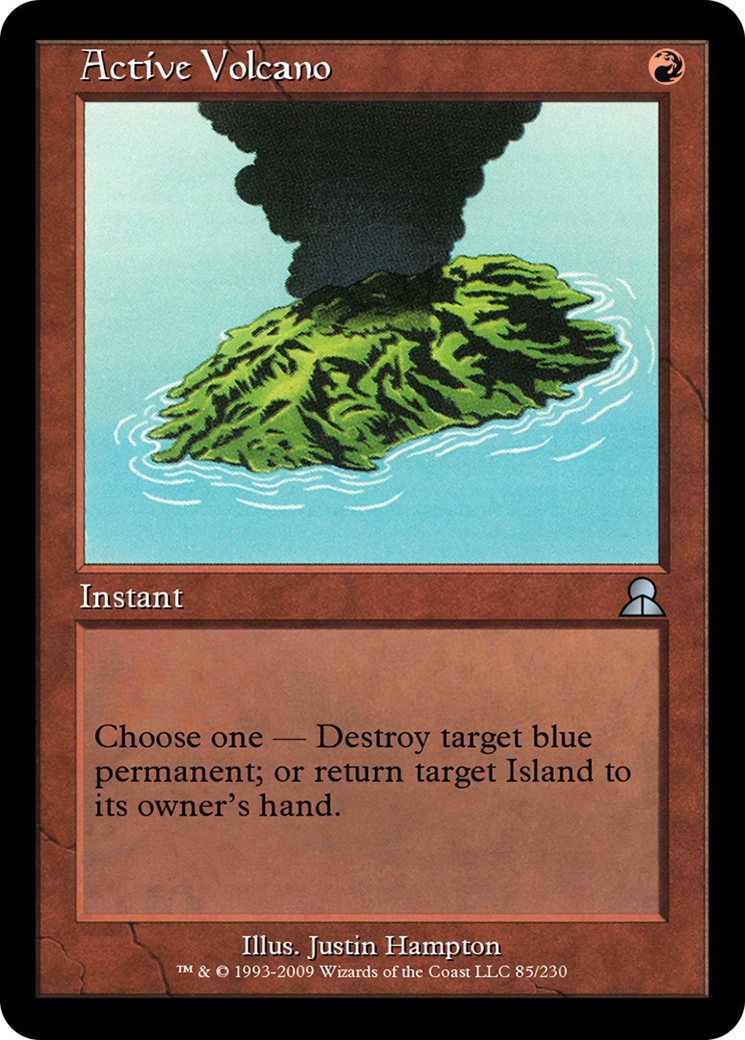 Active Volcano
Instant
Choose one — Destroy target blue
permanent; or return target Island to
its owner's hand.
Illus. Justin Hampton
™ & © 1993-2009 Wizards of the Coast LLC 85/230